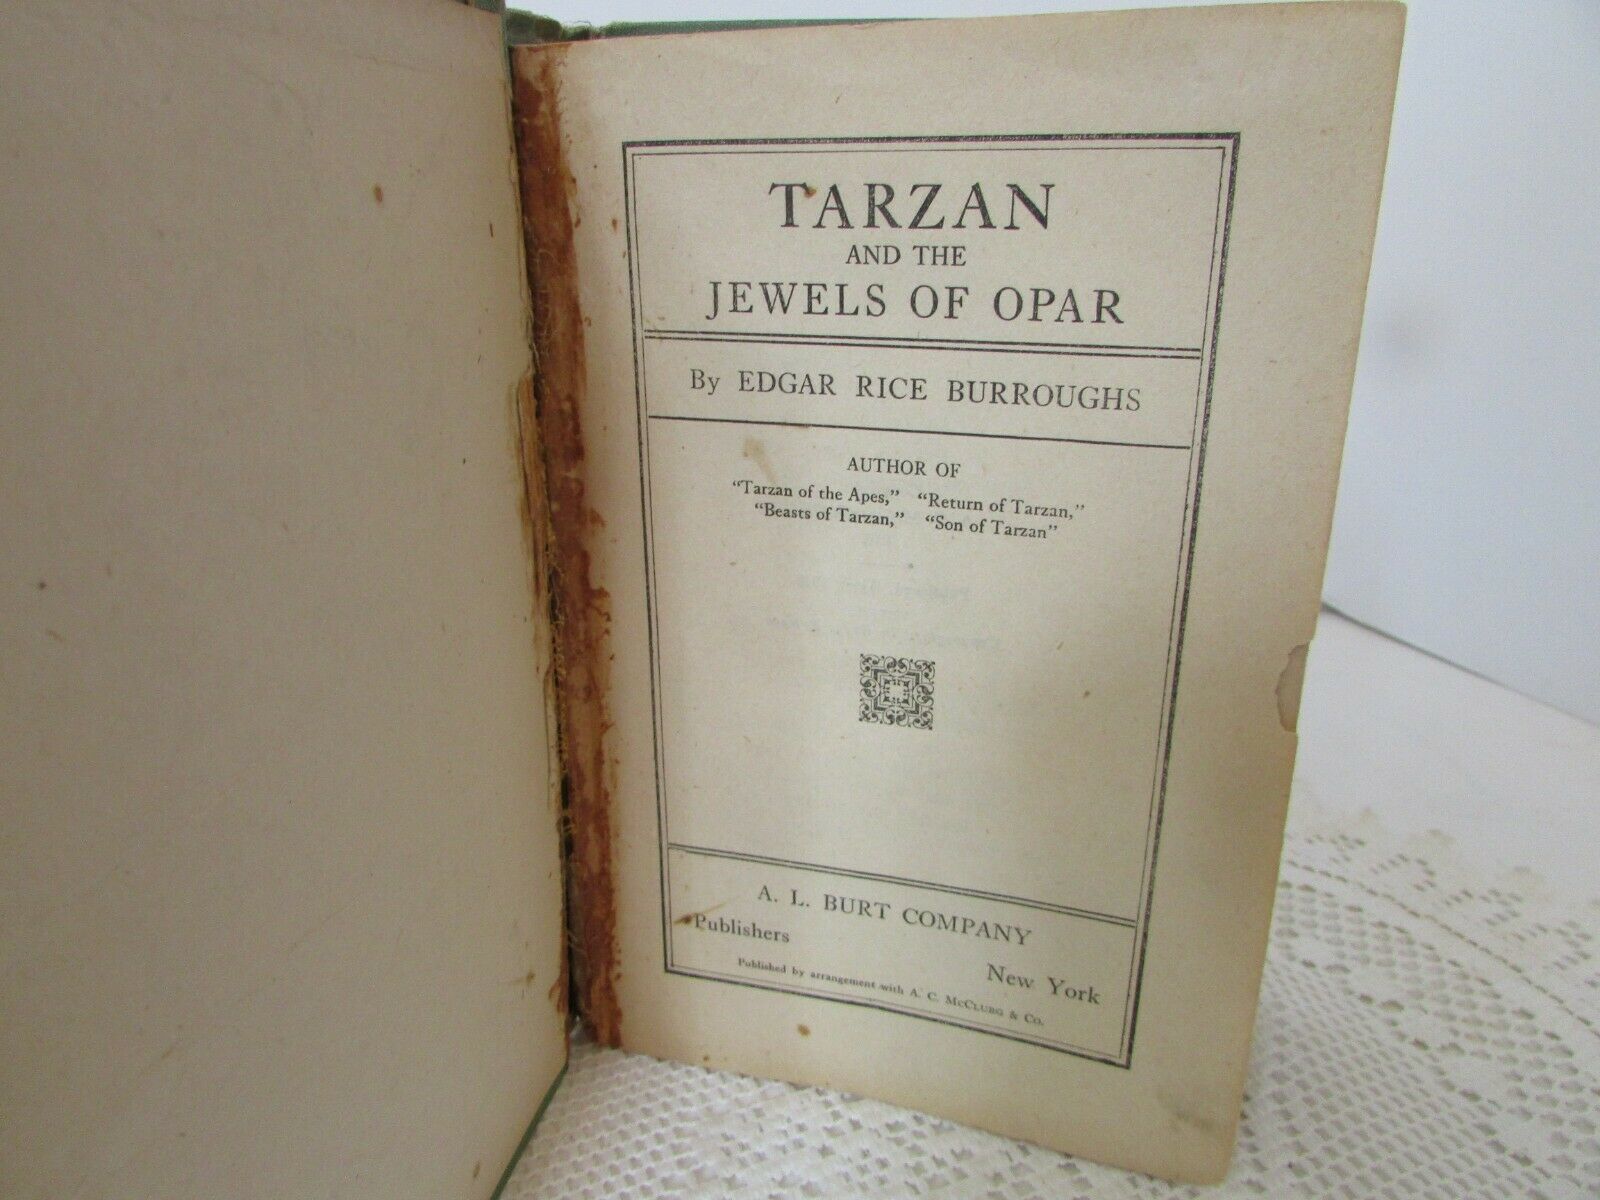 TARZAN
AND THE
JEWELS OF OPAR
By EDGAR RICE BURROUGHS
AUTHOR OF
"Tarzan of the Apes," "Return of Tarzan,"
"Beasts of Tarzan," "Son of Tarzan"
A. L. BURT COMPANY
Publishers New York
Published by arrangement with A. C. McClurg & Co.